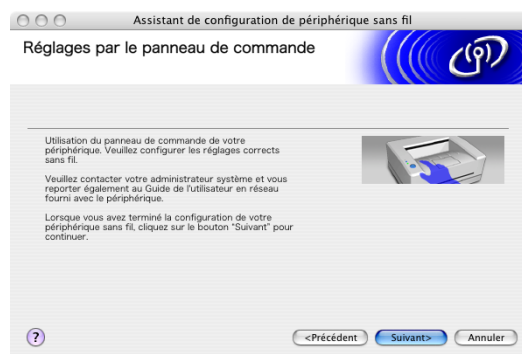 Assistant de configuration de périphérique sans fil
Réglages par le panneau de commande
Utilisation du panneau de commande de votre
périphérique. Veuillez configurer les réglages corrects
sans fil.
Veuillez contacter votre administrateur système et vous
reporter également au Guide de l'utilisateur en réseau
fourni avec le périphérique.
Lorsque vous avez terminé la configuration de votre
périphérique sans fil, cliquez sur le bouton "Suivant" pour
continuer.
? <Précédent Suivant> Annuler